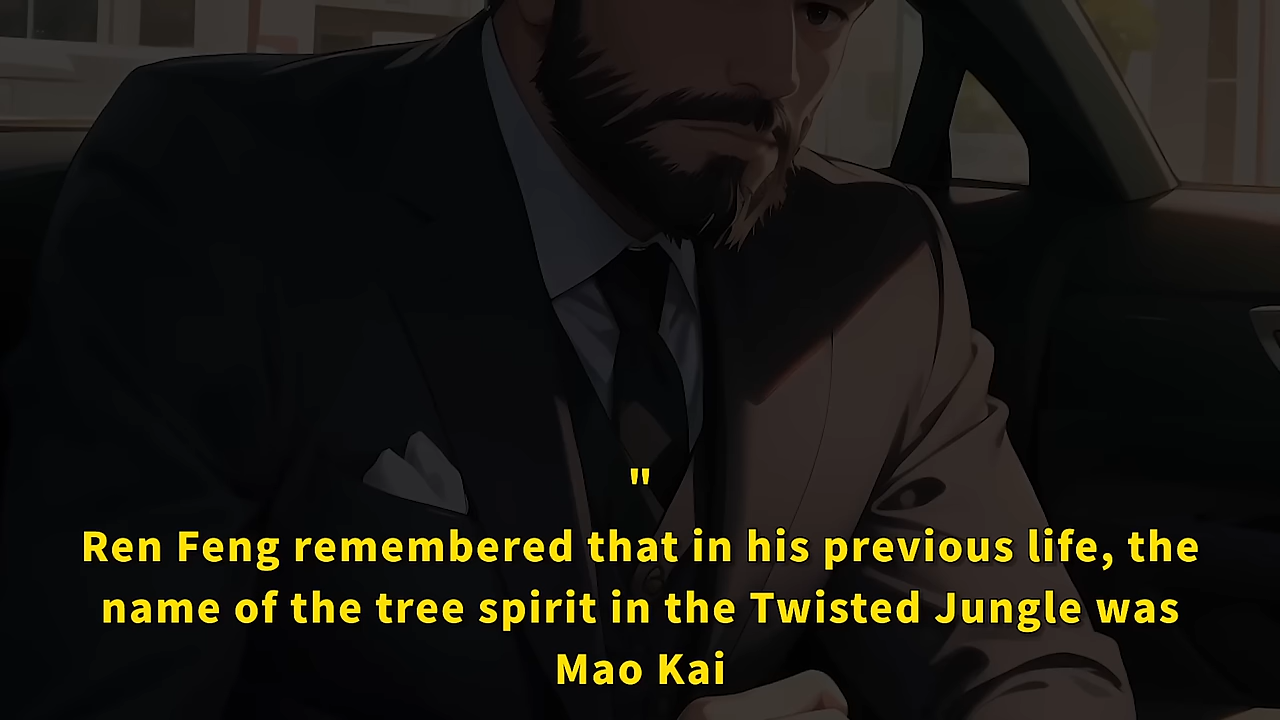 "
Ren Feng remembered that in his previous life, the
name of the tree spirit in the Twisted Jungle was
Mao Kai